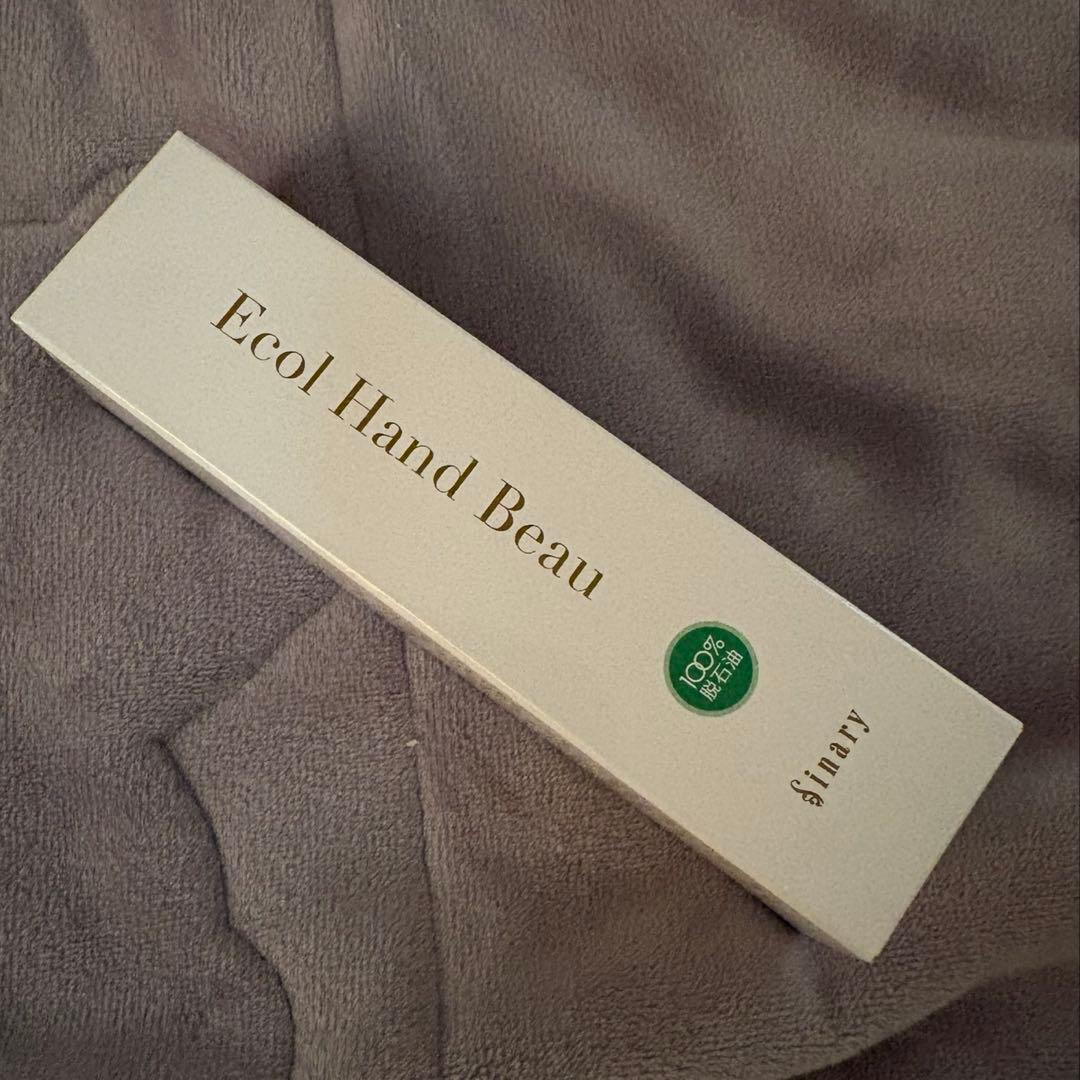 Ecol Hand Beau
100%
脱石油
Sinary